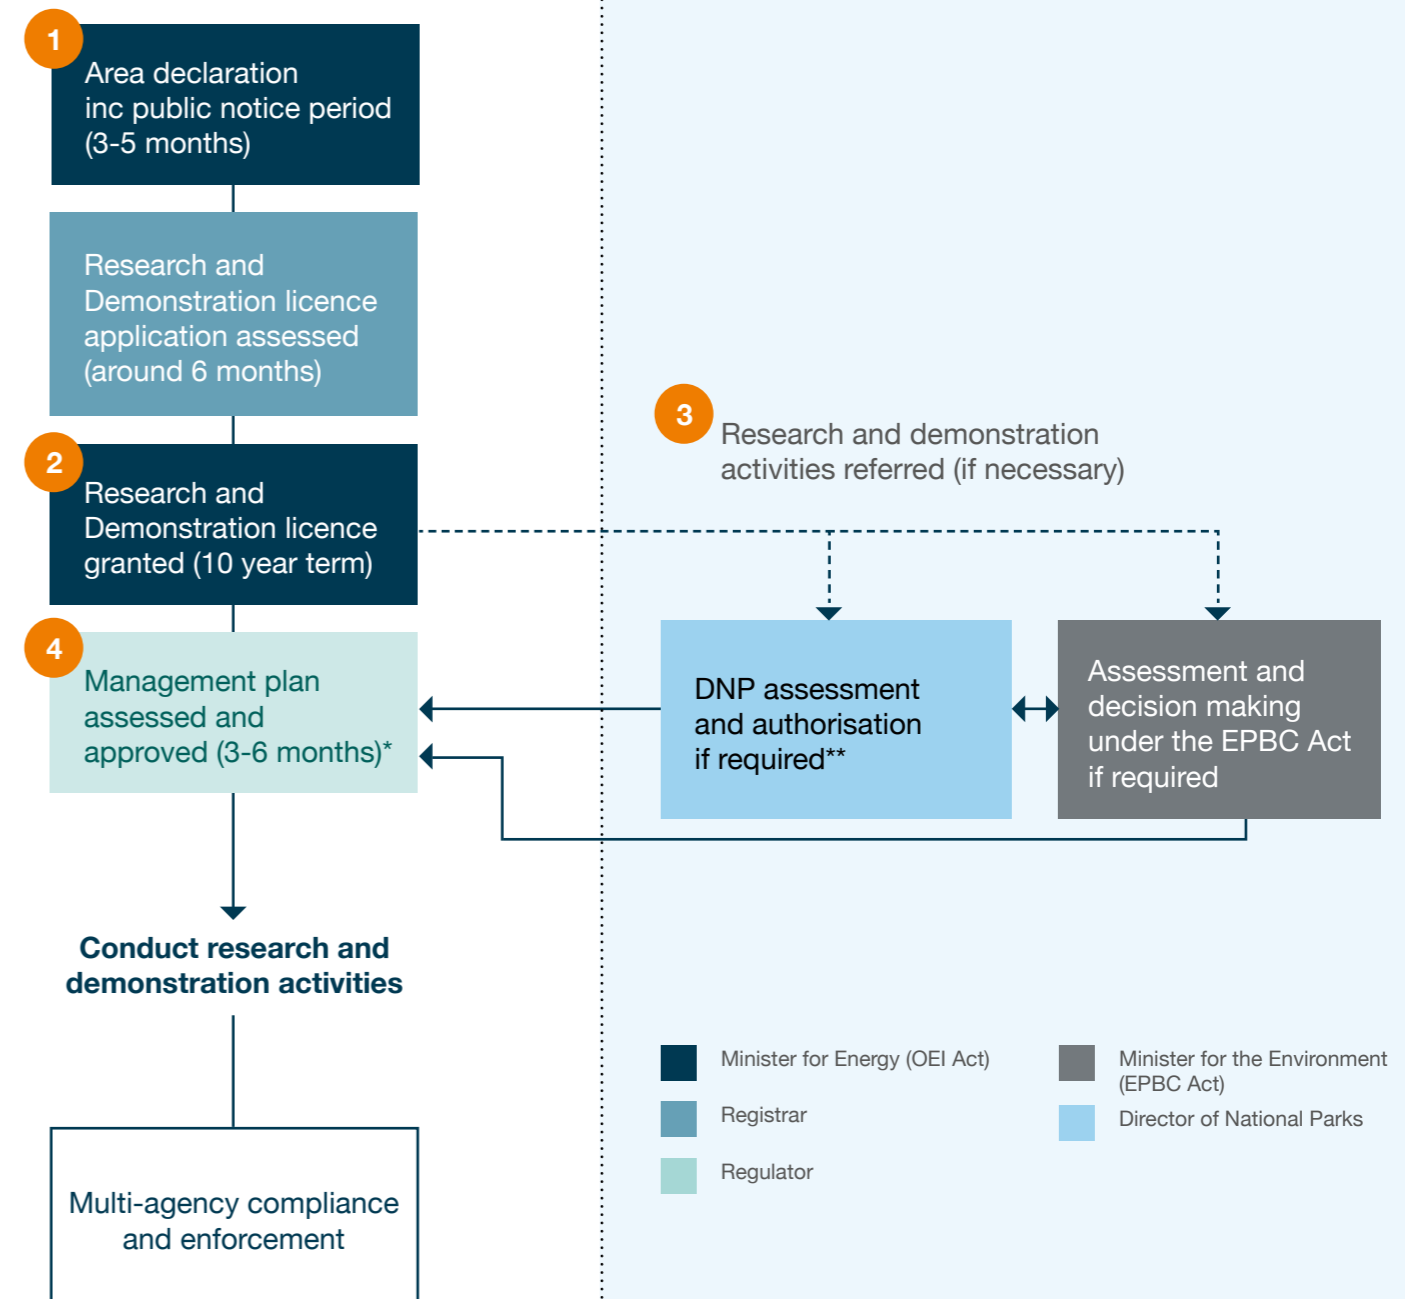 1
Area declaration
inc public notice period
(3-5 months)
Research and
Demonstration licence
application assessed
(around 6 months)
2
Research and
Demonstration licence
granted (10 year term)
3
Research and demonstration
activities referred (if necessary)
4
Management plan
assessed and
approved (3-6 months)*
DNP assessment
and authorisation
if required**
Assessment and
decision making
under the EPBC Act
if required
Conduct research and
demonstration activities
Multi-agency compliance
and enforcement
Minister for Energy (OEI Act)
Registrar
Regulator
Minister for the Environment
(EPBC Act)
Director of National Parks